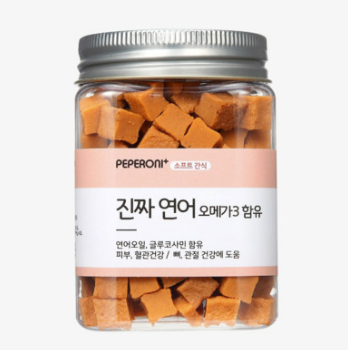 PEPERONI+ 소프트 간식
진짜 연어 오메가3 함유
연어오일, 글루코사민 함유
피부, 혈관건강 / 뼈, 관절 건강에 도움